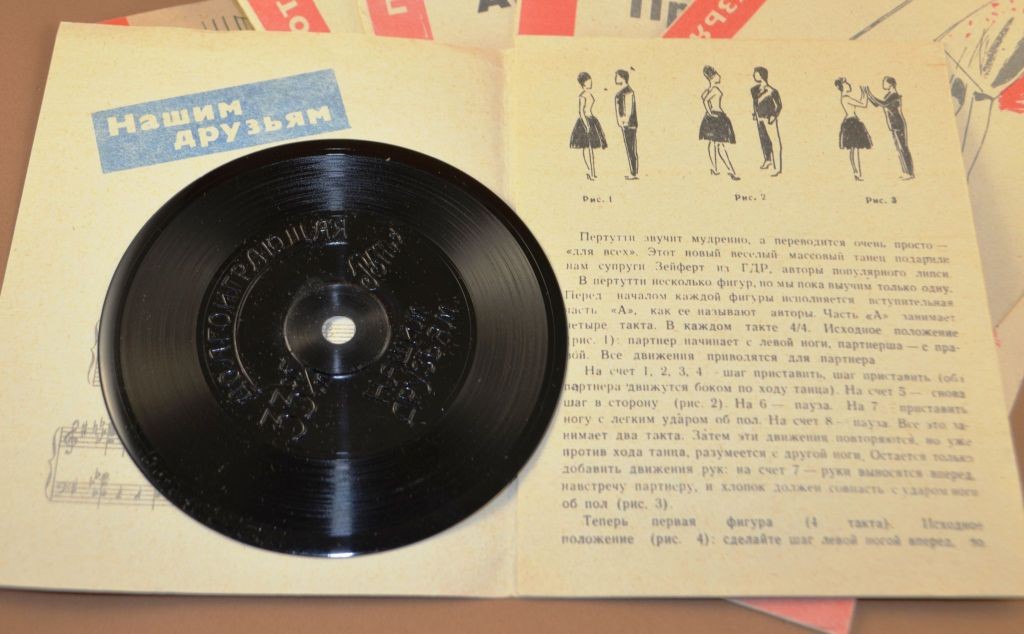 Нашим
друзьям
ДОЛГОИГРАЮЩАЯ
33⅓
Рис. 1
Рис. 2
Рис. 3
Пертутти звучит мудренно, а переводится очень просто —
«для всех». Этот новый веселый массовый танец подарили
нам супруги Зейферт из ГДР, авторы популярного липси.
В пертутти несколько фигур, но мы пока выучим только одну.
Перед началом каждой фигуры исполняется вступительная
часть «А», как ее называют авторы. Часть «А» занимает
четыре такта. В каждом такте 4/4. Исходное положение
(рис. 1): партнер начинает с левой ноги, партнерша — с пра-
вой. Все движения приводятся для партнера
На счет 1, 2, 3, 4 - шаг приставить, шаг приставить (оба
партнера движутся боком по ходу танца). На счет 5 — снова
шаг в сторону (рис. 2). На 6 — пауза. На 7 - приставить
ногу с легким ударом об пол. На счет 8 - пауза. Все это за-
нимает два такта. Затем эти движения повторяются, но уже
против хода танца, разумеется с другой ноги. Остается только
добавить движения рук: на счет 7 — руки выносятся вперед,
навстречу партнеру, и хлопок должен совпасть с ударом ноги
об пол (рис. 3).
Теперь первая фигура (4 такта). Исходное
положение (рис. 4): сделайте шаг левой ногой вперед, по